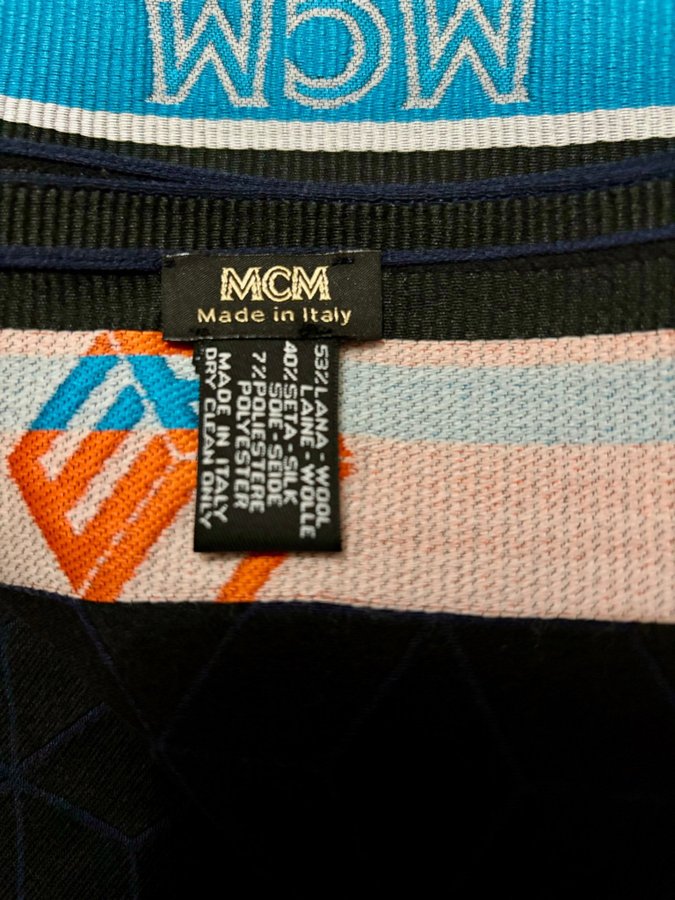 MCM
MCM
Made in Italy
53% LANA - WOOL
LAINE - WOLLE
40% SETA - SILK
SOIE - SEIDE
7% POLIESTERE
POLYESTER
MADE IN ITALY
DRY CLEAN ONLY